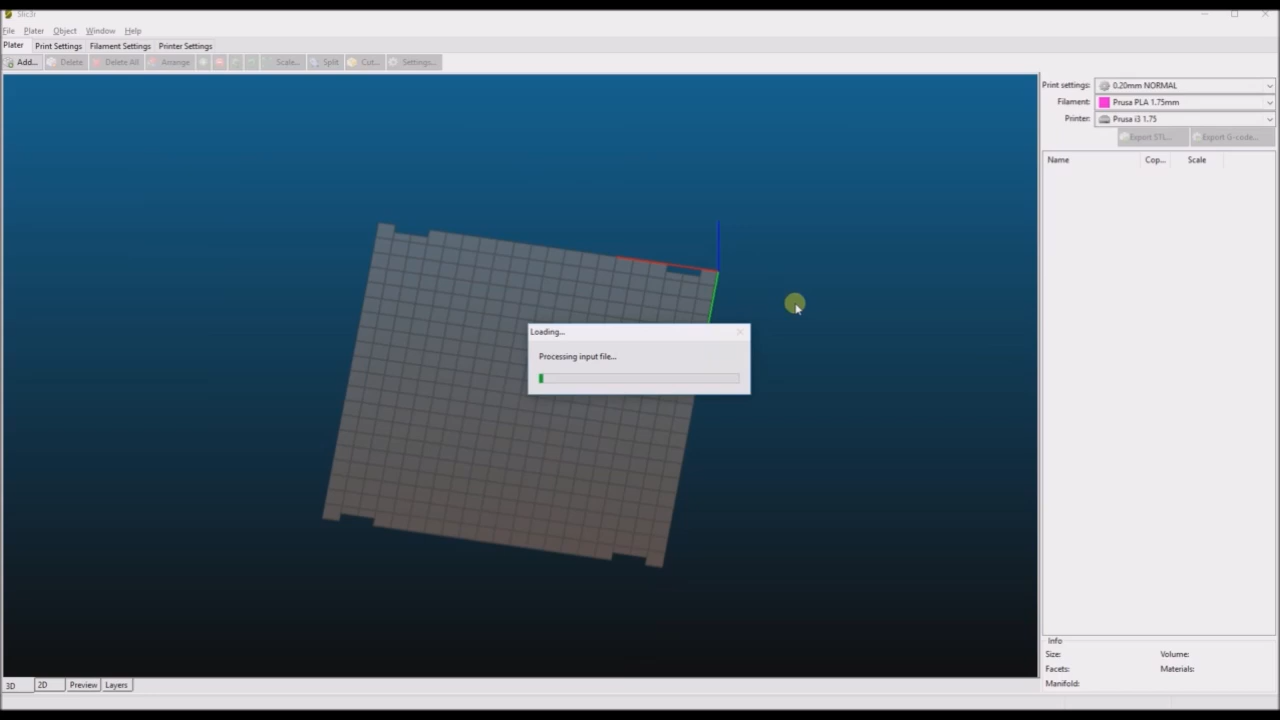 Slic3r
File Plater Object Window Help
Plater Print Settings Filament Settings Printer Settings
Add... Delete Delete All Arrange Scale... Split Cut... Settings...
Print settings: 0.20mm NORMAL
Filament: Prusa PLA 1.75mm
Printer: Prusa i3 1.75
Export STL... Export G-code...
Name Cop... Scale
Loading...
Processing input file...
Info
Size: Volume:
Facets: Materials:
Manifold:
3D 2D Preview Layers